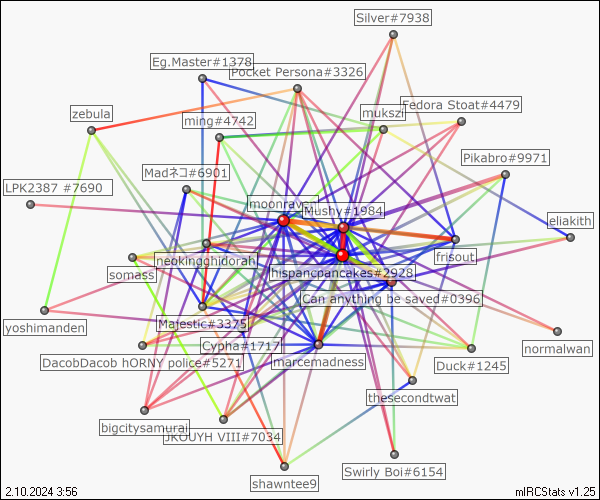 Silver#7938
Eg.Master#1378
Pocket Persona#3326
Fedora Stoat#4479
zebula
mukszi
ming#4742
Pikabro#9971
Madネコ#6901
LPK2387 #7690
moonrav
Mushy#1984
eliakith
frisout
neokingghidorah
hispanopancakes#2928
somass
Can anything be saved#0396
yoshimanden
Majestic#3375
Cypha#1717
normalwan
DacobDacob hORNY police#5271
marcemadness
Duck#1245
thesecondtwat
bigcitysamurai
JKOUYH VIII#7034
Swirly Boi#6154
shawntee9
2.10.2024 3:56
mIRCStats v1.25